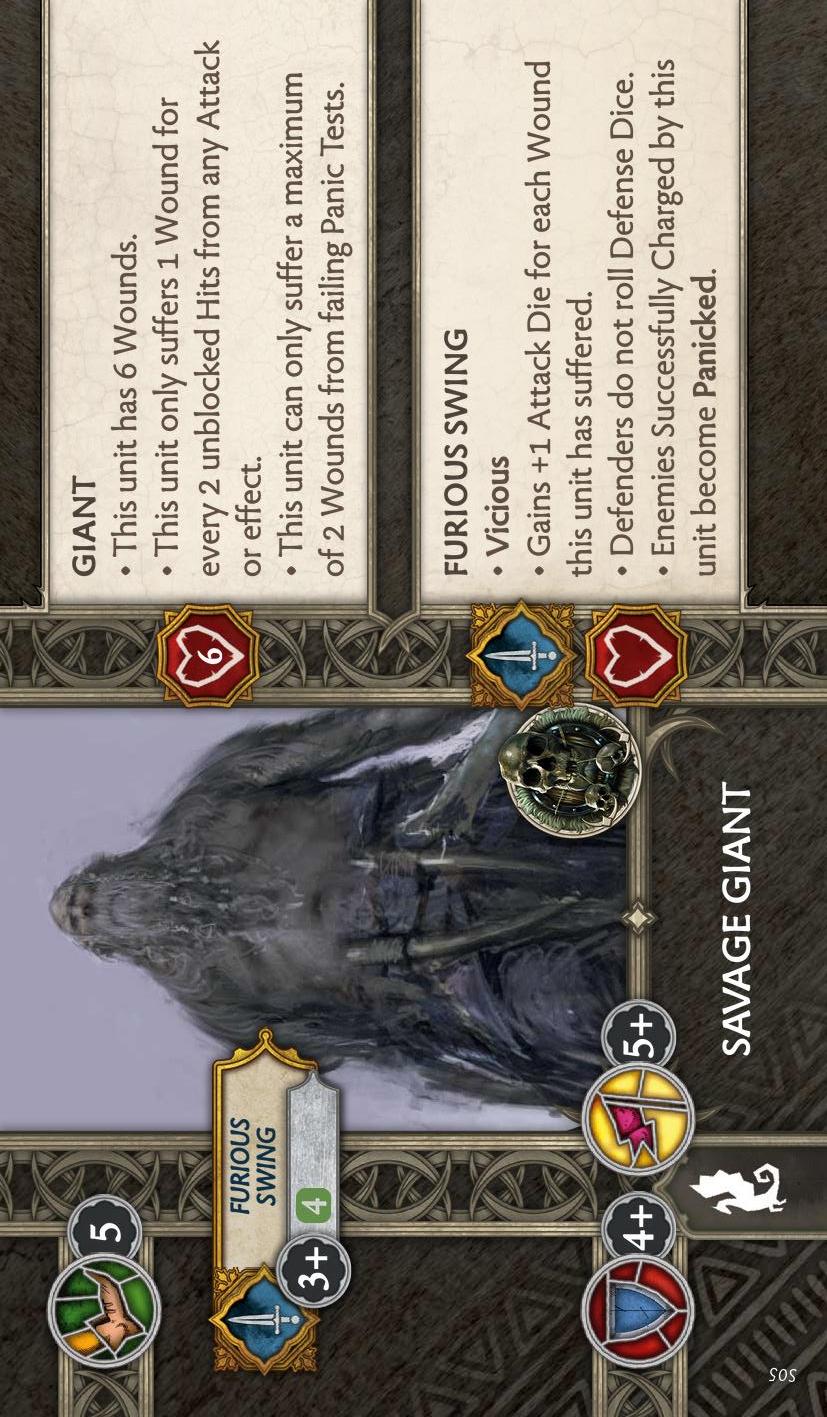 5
FURIOUS
SWING
3+
4
4+
5+
SAVAGE GIANT
S0S
6
GIANT
• This unit has 6 Wounds.
• This unit only suffers 1 Wound for
every 2 unblocked Hits from any Attack
or effect.
• This unit can only suffer a maximum
of 2 Wounds from failing Panic Tests.
FURIOUS SWING
• Vicious
• Gains +1 Attack Die for each Wound
this unit has suffered.
• Defenders do not roll Defense Dice.
• Enemies Successfully Charged by this
unit become Panicked.